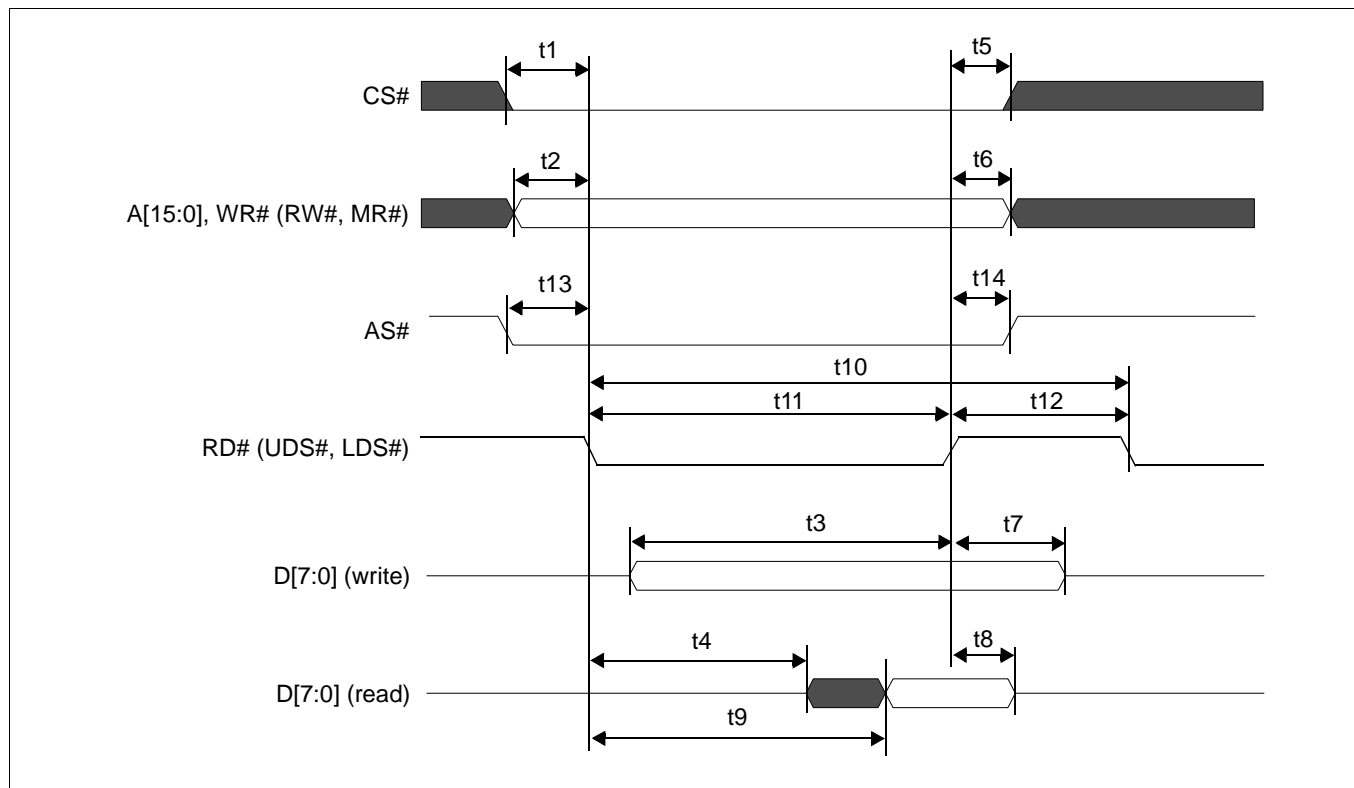 t1
t5
CS#
t2
t6
A[15:0], WR# (RW#, MR#)
t13
t14
AS#
t10
t11
t12
RD# (UDS#, LDS#)
t3
t7
D[7:0] (write)
t4
t8
D[7:0] (read)
t9